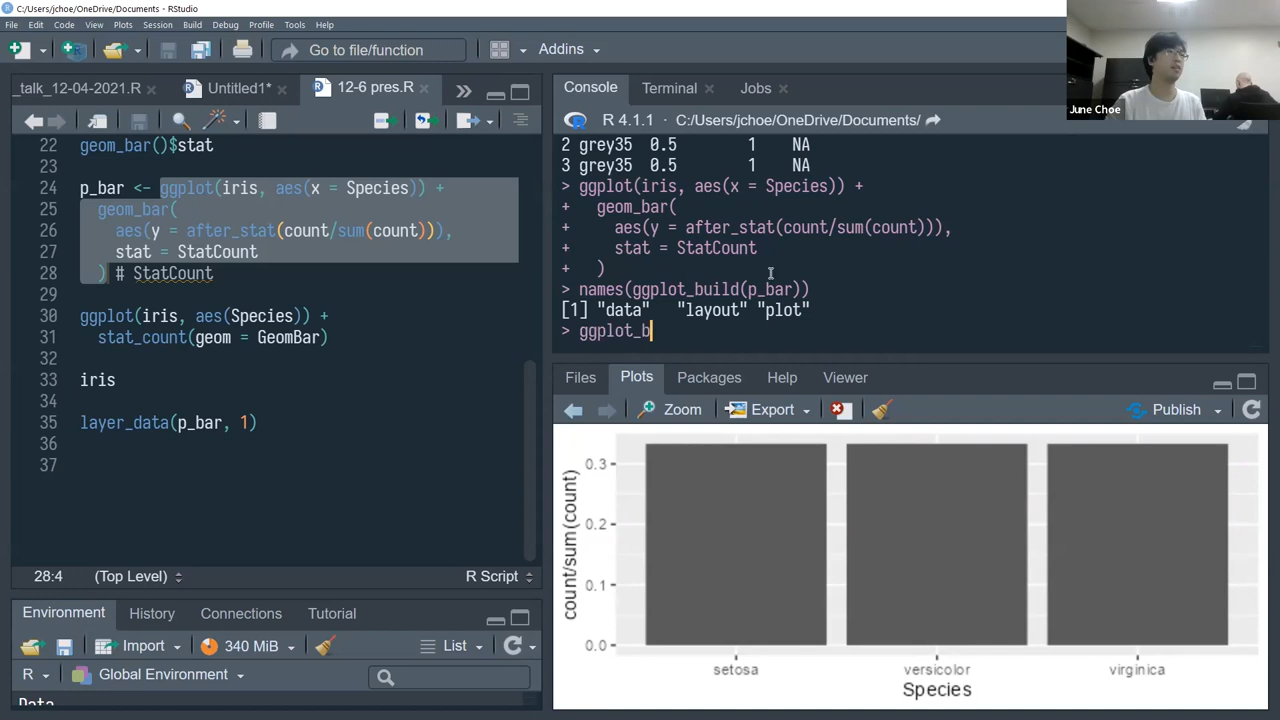 C:/Users/jchoe/OneDrive/Documents - RStudio
File Edit Code View Plots Session Build Debug Profile Tools Help
Go to file/function Addins
_talk_12-04-2021.R Untitled1* 12-6 pres.R
22 geom_bar()$stat
23
24 p_bar <- ggplot(iris, aes(x = Species)) +
25 geom_bar(
26 aes(y = after_stat(count/sum(count))),
27 stat = StatCount
28 ) # StatCount
29
30 ggplot(iris, aes(Species)) +
31 stat_count(geom = GeomBar)
32
33 iris
34
35 layer_data(p_bar, 1)
36
37
28:4 (Top Level) R Script
Environment History Connections Tutorial
Import 340 MiB List
R Global Environment
Data
Console Terminal Jobs
R 4.1.1 · C:/Users/jchoe/OneDrive/Documents/
2 grey35 0.5 1 NA
3 grey35 0.5 1 NA
> ggplot(iris, aes(x = Species)) +
+ geom_bar(
+ aes(y = after_stat(count/sum(count))),
+ stat = StatCount
+ )
> names(ggplot_build(p_bar))
[1] "data" "layout" "plot"
> ggplot_b
Files Plots Packages Help Viewer
Zoom Export Publish
count/sum(count)
0.3
0.2
0.1
0.0
setosa versicolor virginica
Species
June Choe